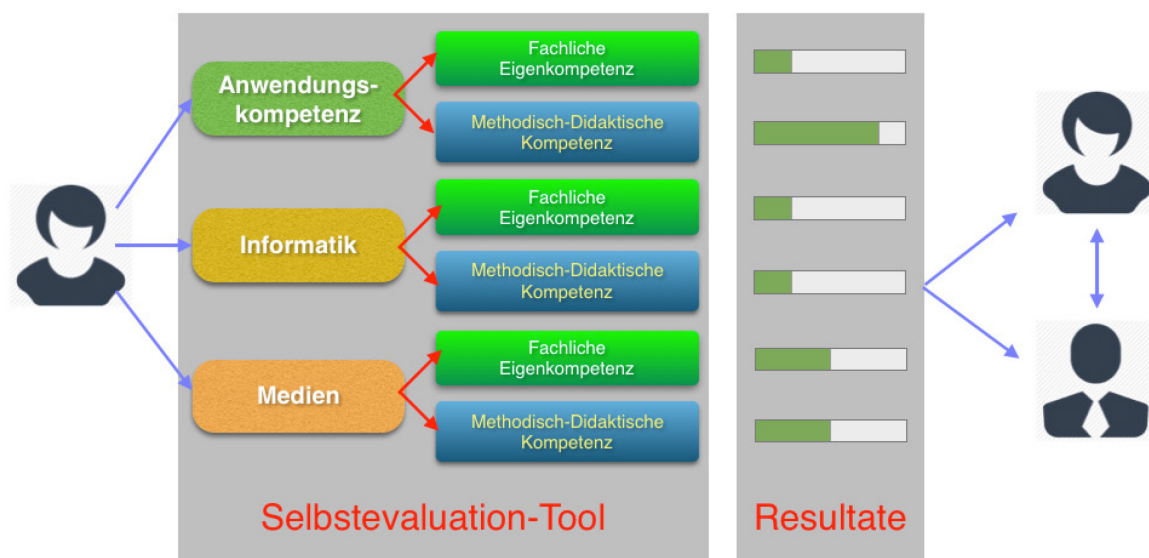 Anwendungs-
kompetenz
Fachliche
Eigenkompetenz
Methodisch-Didaktische
Kompetenz
Informatik
Fachliche
Eigenkompetenz
Methodisch-Didaktische
Kompetenz
Medien
Fachliche
Eigenkompetenz
Methodisch-Didaktische
Kompetenz
Selbstevaluation-Tool
Resultate